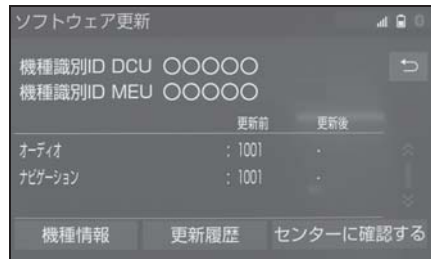 ソフトウェア更新
機種識別ID DCU ○○○○○
機種識別ID MEU ○○○○○
更新前 更新後
オーディオ : 1001 -
ナビゲーション : 1001 -
機種情報 更新履歴 センターに確認する